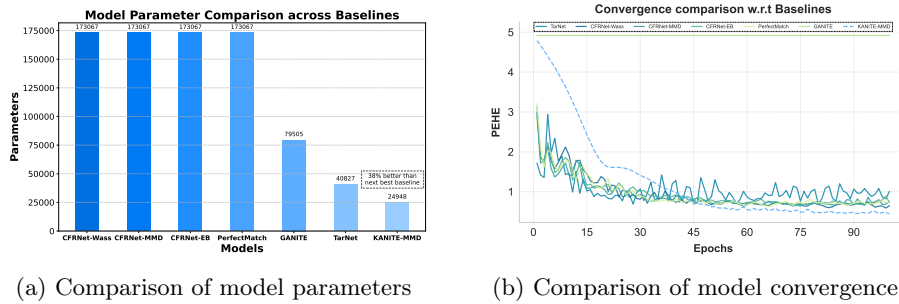 Model Parameter Comparison across Baselines
175000
150000
125000
100000
75000
50000
25000
0
Parameters
173067
173067
173067
173067
79505
40827
38% better than
next best baseline
24948
CFRNet-Wass CFRNet-MMD CFRNet-EB PerfectMatch GANITE TarNet KANITE-MMD
Models
(a) Comparison of model parameters
Convergence comparison w.r.t Baselines
TarNet CFRNet-Wass CFRNet-MMD CFRNet-EB PerfectMatch GANITE KANITE-MMD
5
4
3
2
1
PEHE
0 15 30 45 60 75 90
Epochs
(b) Comparison of model convergence